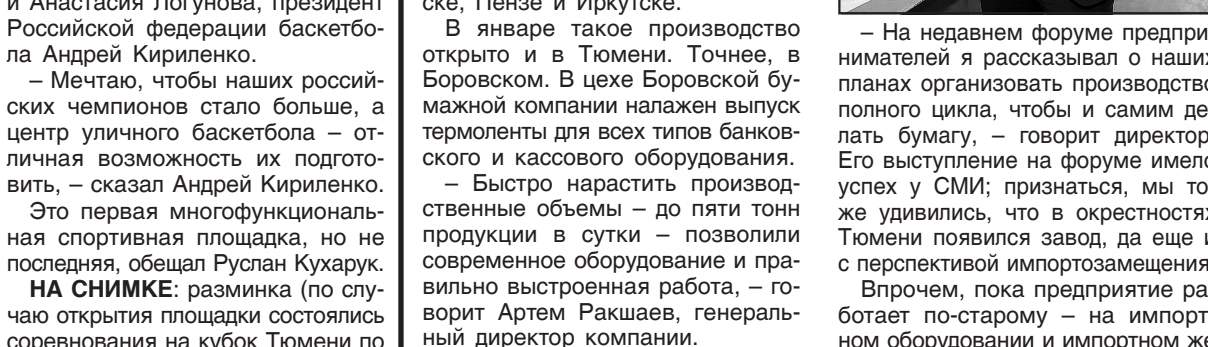 и Анастасия Логунова, президент
Российской федерации баскетбо-
ла Андрей Кириленко.
– Мечтаю, чтобы наших россий-
ских чемпионов стало больше, а
центр уличного баскетбола – от-
личная возможность их подгото-
вить, – сказал Андрей Кириленко.
Это первая многофункциональ-
ная спортивная площадка, но не
последняя, обещал Руслан Кухарук.
НА СНИМКЕ: разминка (по слу-
чаю открытия площадки состоялись
соревнования на кубок Тюмени по
ске, Пензе и Иркутске.
В январе такое производство
открыто и в Тюмени. Точнее, в
Боровском. В цехе Боровской бу-
мажной компании налажен выпуск
термоленты для всех типов банков-
ского и кассового оборудования.
– Быстро нарастить производ-
ственные объемы – до пяти тонн
продукции в сутки – позволили
современное оборудование и пра-
вильно выстроенная работа, – го-
ворит Артем Ракшаев, генераль-
ный директор компании.
– На недавнем форуме предпри
нимателей я рассказывал о наших
планах организовать производство
полного цикла, чтобы и самим де
лать бумагу, – говорит директор.
Его выступление на форуме имело
успех у СМИ; признаться, мы то
же удивились, что в окрестностях
Тюмени появился завод, да еще и
с перспективой импортозамещения
Впрочем, пока предприятие ра
ботает по-старому – на импорт
ном оборудовании и импортном же